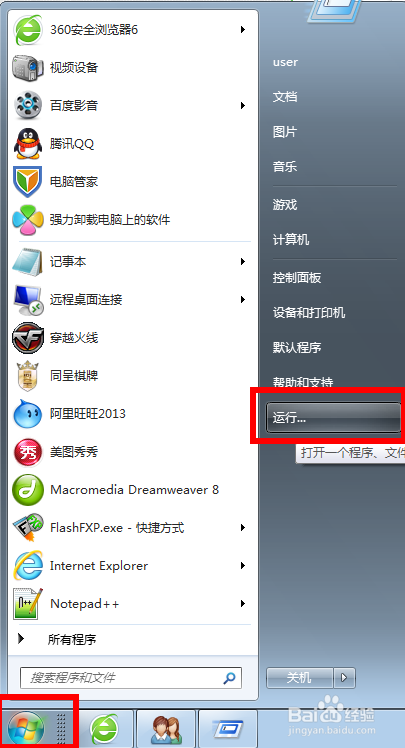 360安全浏览器6
视频设备
百度影音
腾讯QQ
电脑管家
强力卸载电脑上的软件
记事本
远程桌面连接
穿越火线
同呈棋牌
阿里旺旺2013
美图秀秀
Macromedia Dreamweaver 8
FlashFXP.exe - 快捷方式
Internet Explorer
Notepad++
所有程序
搜索程序和文件
user
文档
图片
音乐
游戏
计算机
控制面板
设备和打印机
默认程序
帮助和支持
运行...
打开一个程序、文件
关机
Baidu经验
jingyan.baidu.com